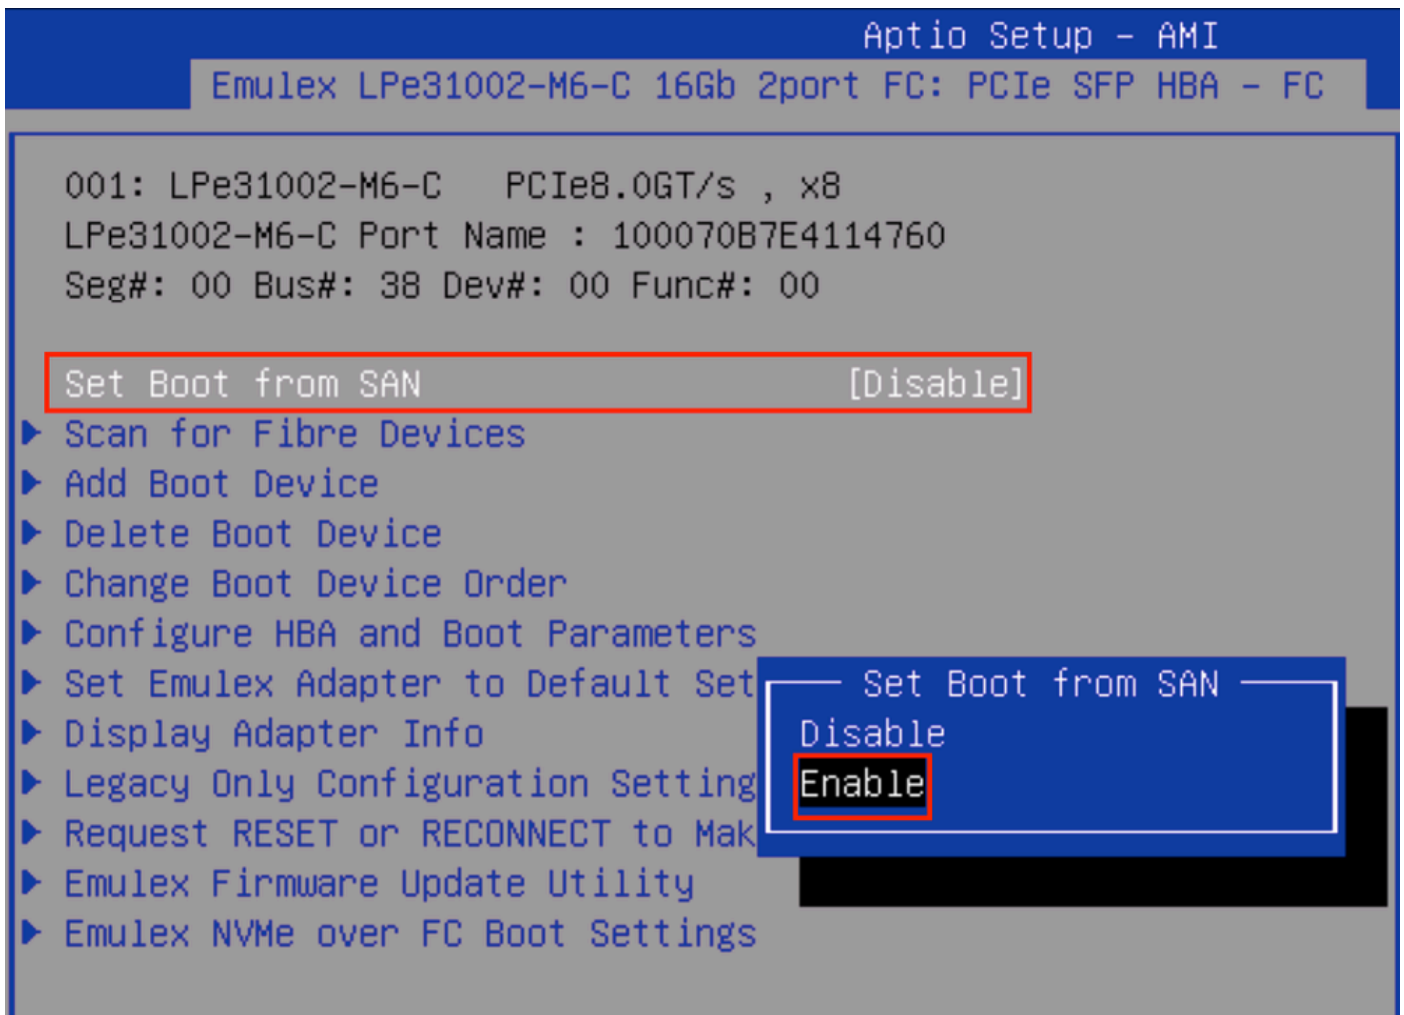 Aptio Setup – AMI
Emulex LPe31002-M6-C 16Gb 2port FC: PCIe SFP HBA – FC
001: LPe31002-M6-C PCIe8.0GT/s , x8
LPe31002-M6-C Port Name : 100070B7E4114760
Seg#: 00 Bus#: 38 Dev#: 00 Func#: 00
Set Boot from SAN [Disable]
Scan for Fibre Devices
Add Boot Device
Delete Boot Device
Change Boot Device Order
Configure HBA and Boot Parameters
Set Emulex Adapter to Default Set
Display Adapter Info
Legacy Only Configuration Setting
Request RESET or RECONNECT to Mak
Emulex Firmware Update Utility
Emulex NVMe over FC Boot Settings
Set Boot from SAN
Disable
Enable